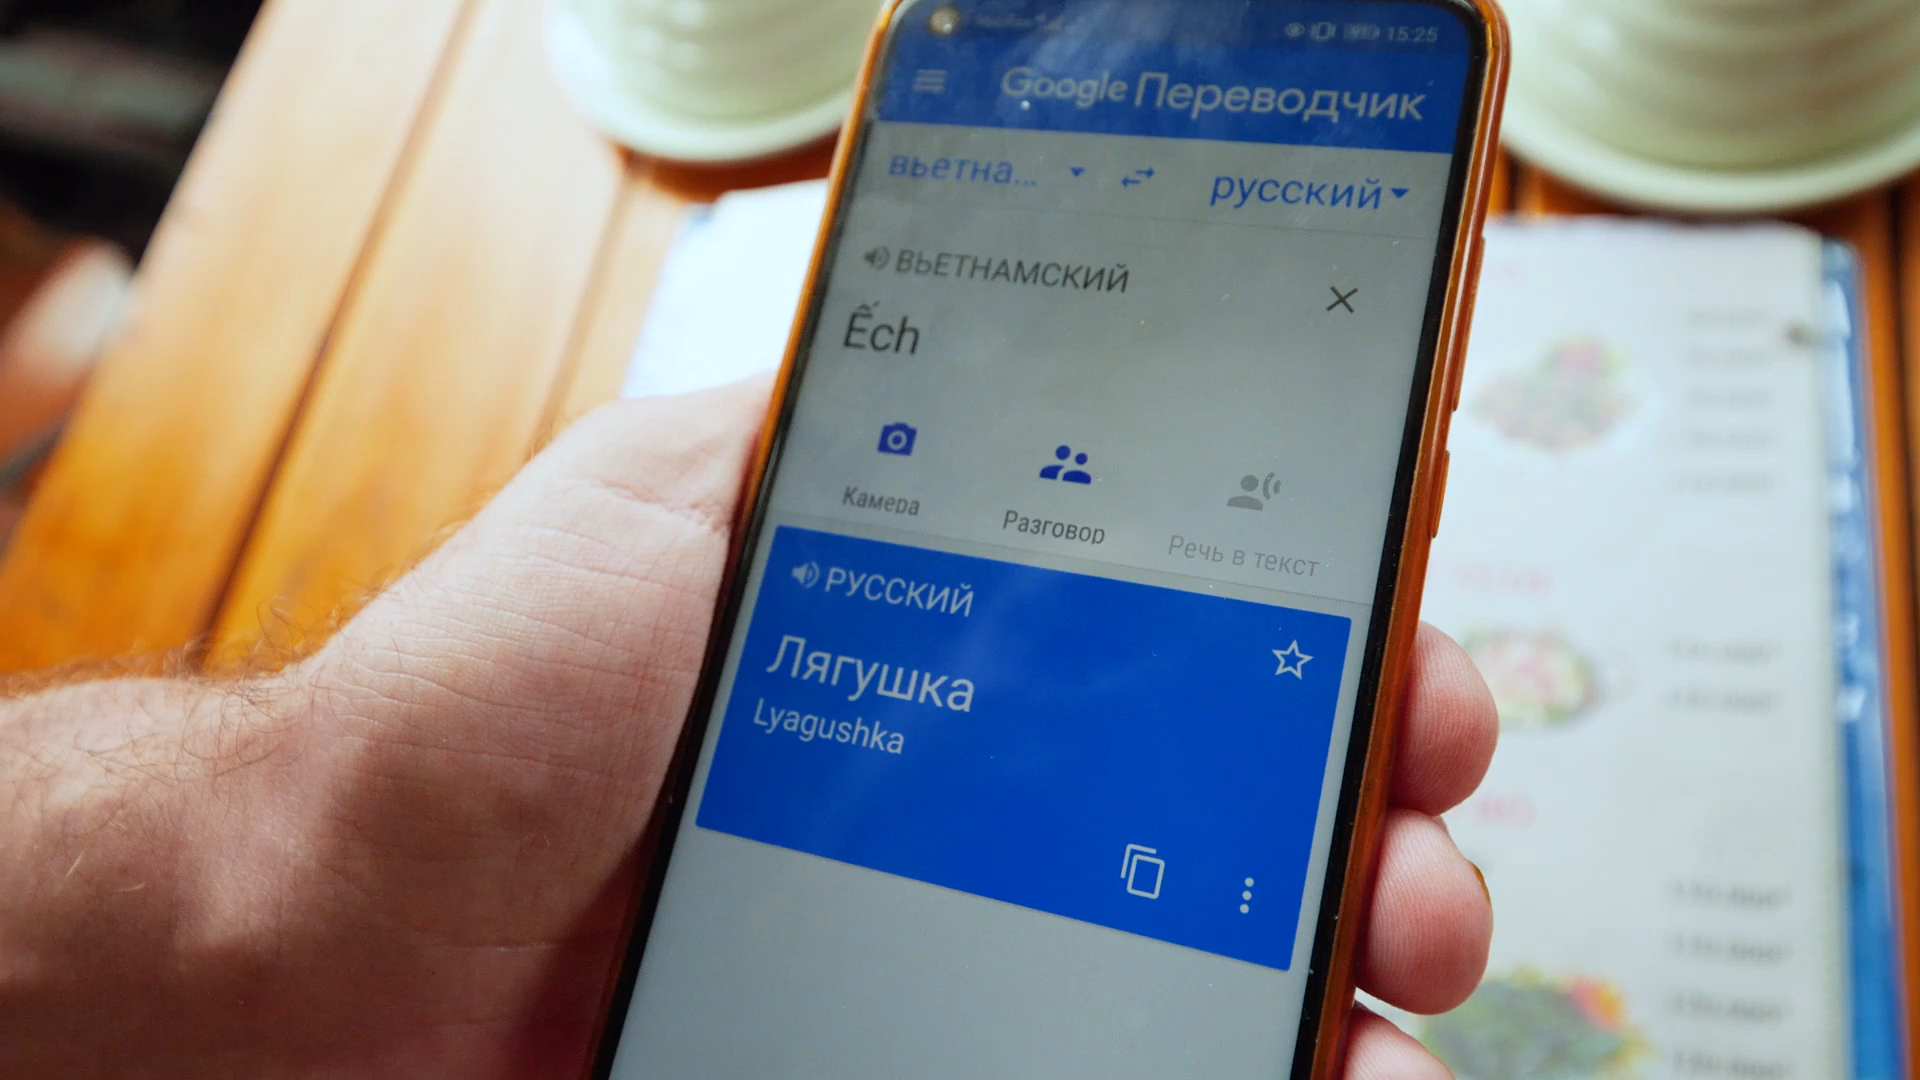 15:25
Google Переводчик
вьетна...
русский
ВЬЕТНАМСКИЙ
Ếch
Камера
Разговор
Речь в текст
РУССКИЙ
Лягушка
Lyagushka